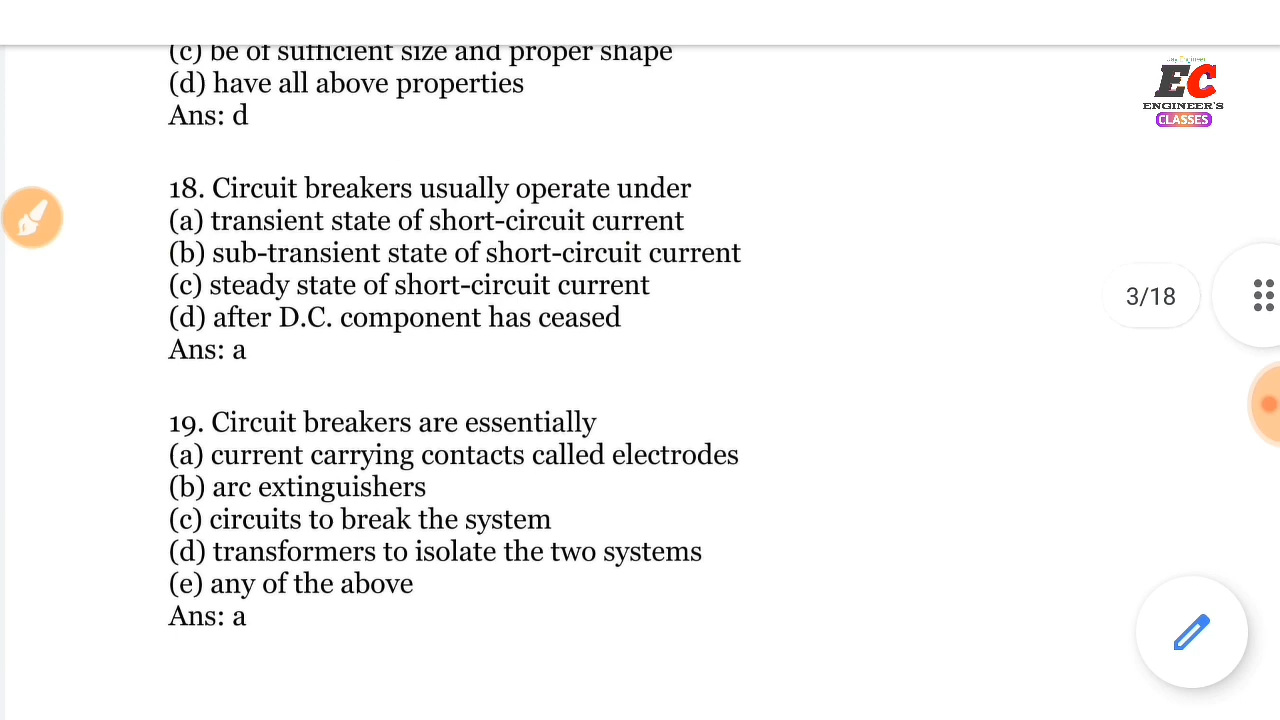 (c) be of sufficient size and proper shape
(d) have all above properties
Ans: d
18. Circuit breakers usually operate under
(a) transient state of short-circuit current
(b) sub-transient state of short-circuit current
(c) steady state of short-circuit current
(d) after D.C. component has ceased
Ans: a
19. Circuit breakers are essentially
(a) current carrying contacts called electrodes
(b) arc extinguishers
(c) circuits to break the system
(d) transformers to isolate the two systems
(e) any of the above
Ans: a
EC
ENGINEER'S
CLASSES
3/18